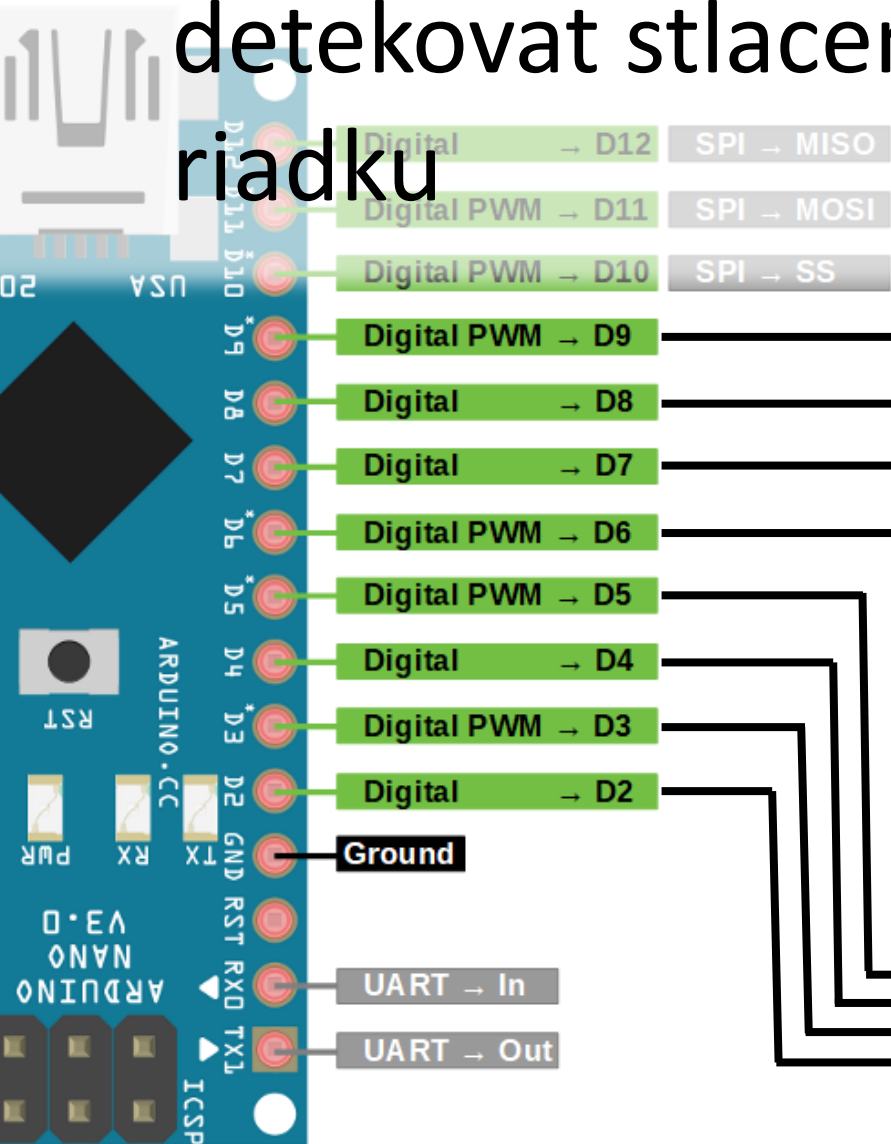 detekovat
riadku
D12 Digital → D12 SPI → MISO
D11 Digital PWM → D11 SPI → MOSI
D10* Digital PWM → D10 SPI → SS
USA
D9* Digital PWM → D9
D8 Digital → D8
D7 Digital → D7
D6* Digital PWM → D6
D5* Digital PWM → D5
D4 Digital → D4
ARDUINO.CC
RST
D3* Digital PWM → D3
D2 Digital → D2
PWR RX TX
GND Ground
RST
V3.0
NANO
ARDUINO
RX0 UART → In
TX1 UART → Out
ICSP